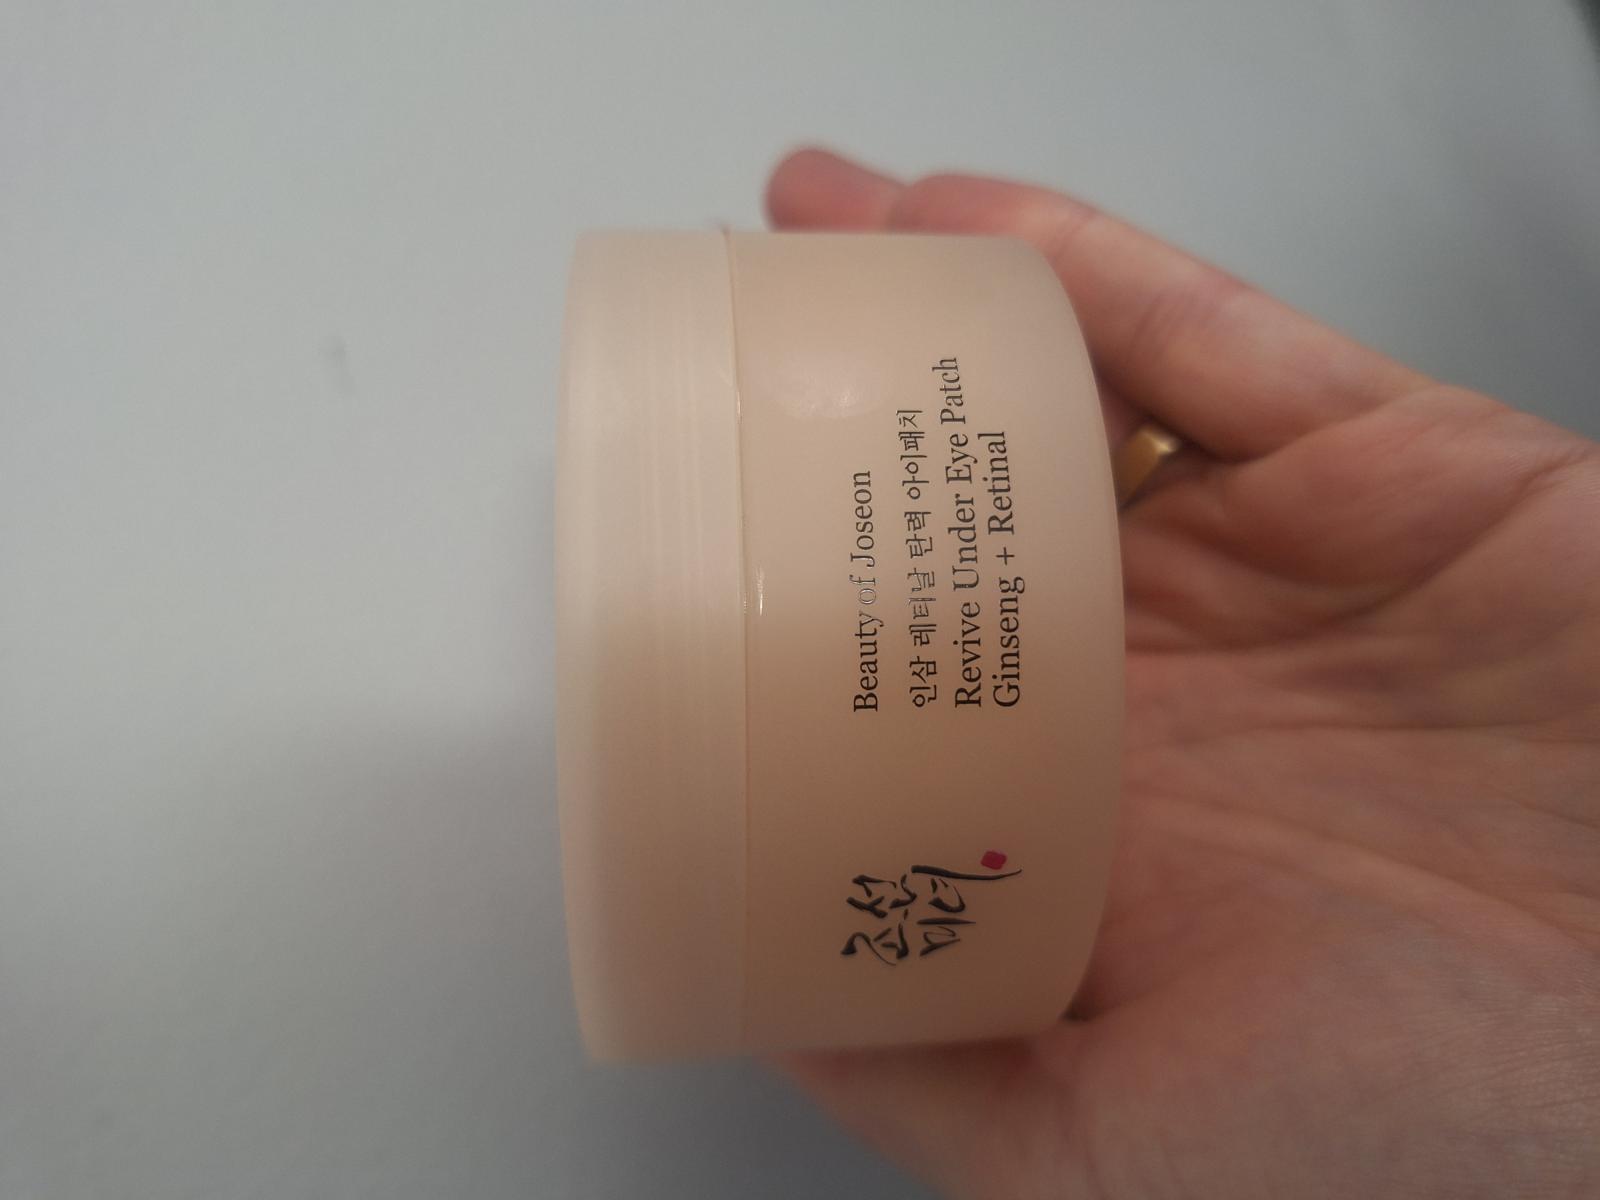 조선
미녀
Beauty of Joseon
인삼 레티날 탄력 아이패치
Revive Under Eye Patch
Ginseng + Retinal